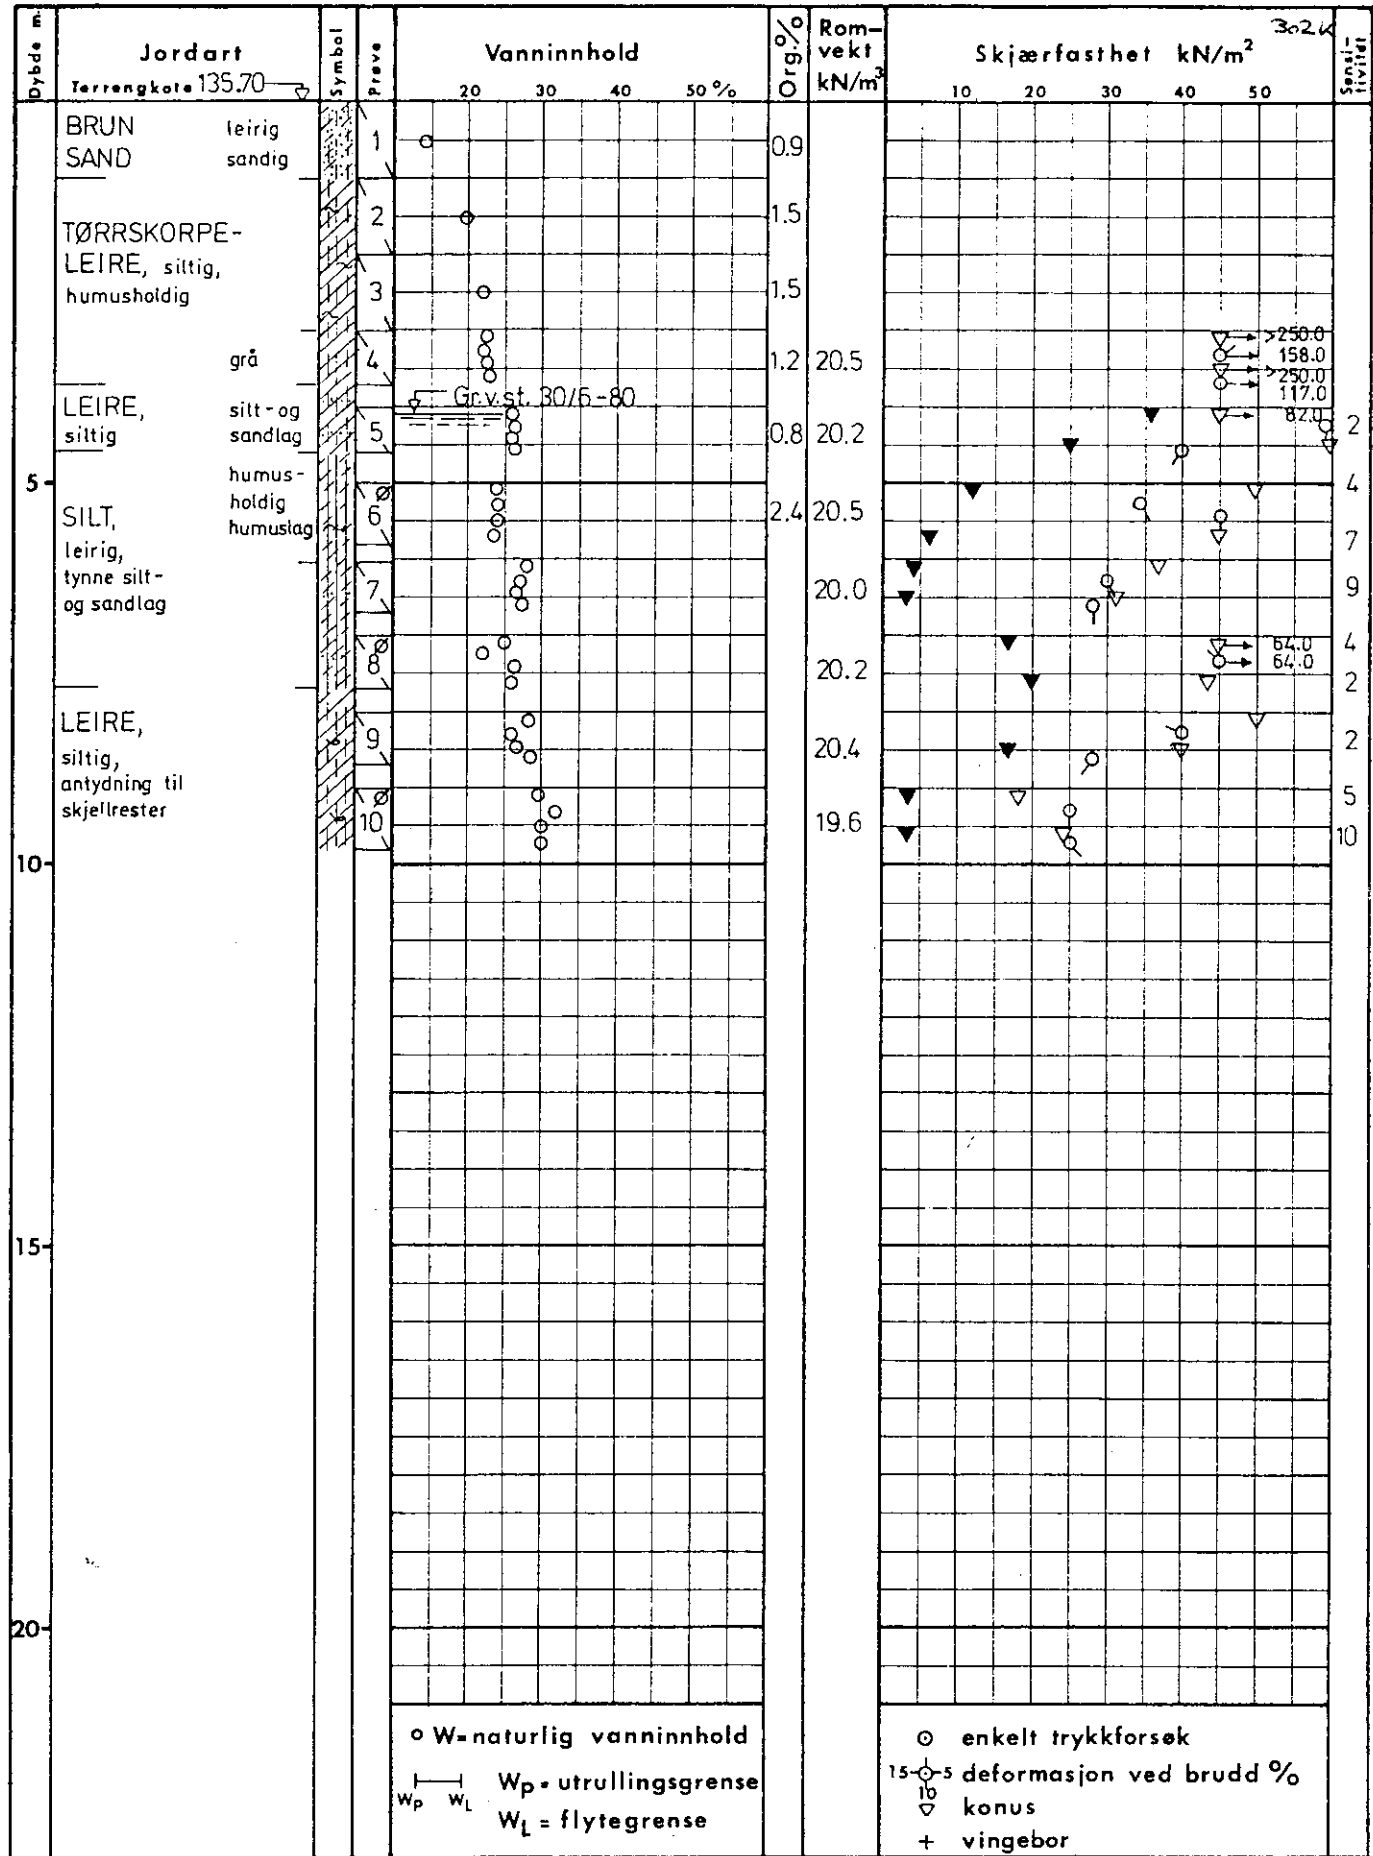 302K
Dybde m.
Jordart
Terrengkote 135.70
Symbol
Prøve
Vanninnhold
20 30 40 50 %
Org.%
Rom-
vekt
kN/m³
Skjærfasthet kN/m²
10 20 30 40 50
Sensi-
tivitet
BRUN leirig
SAND sandig
1
0.9
2
1.5
TØRRSKORPE-
LEIRE, siltig,
humusholdig
3
1.5
grå
4
1.2 20.5
>250.0
158.0
>250.0
117.0
Gr.v.st. 30/6-80
LEIRE, silt-og
siltig sandlag
5
0.8 20.2
82.0
2
5
humus-
holdig
humuslag
SILT,
leirig,
tynne silt-
og sandlag
6
2.4 20.5
4
7
7
20.0
9
8
20.2
64.0
64.0
4
2
LEIRE,
siltig,
antydning til
skjellrester
9
20.4
2
10
19.6
5
10
10
15
20
W=naturlig vanninnhold
Wp WL
Wp = utrullingsgrense
WL = flytegrense
enkelt trykkforsøk
15 5 deformasjon ved brudd %
10
konus
+ vingebor